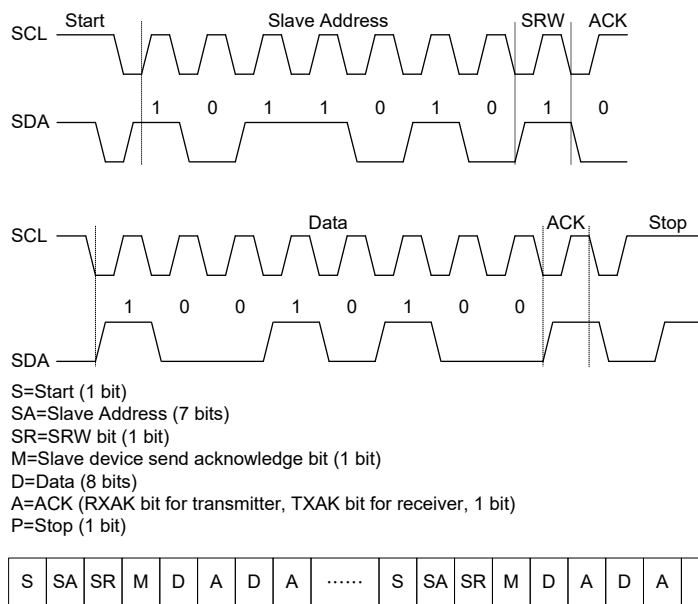 Start Slave Address SRW ACK
SCL
1 0 1 1 0 1 0 1 0
SDA
Data ACK Stop
SCL
1 0 0 1 0 1 0 0
SDA
S=Start (1 bit)
SA=Slave Address (7 bits)
SR=SRW bit (1 bit)
M=Slave device send acknowledge bit (1 bit)
D=Data (8 bits)
A=ACK (RXAK bit for transmitter, TXAK bit for receiver, 1 bit)
P=Stop (1 bit)
S SA SR M D A D A ...... S SA SR M D A D A